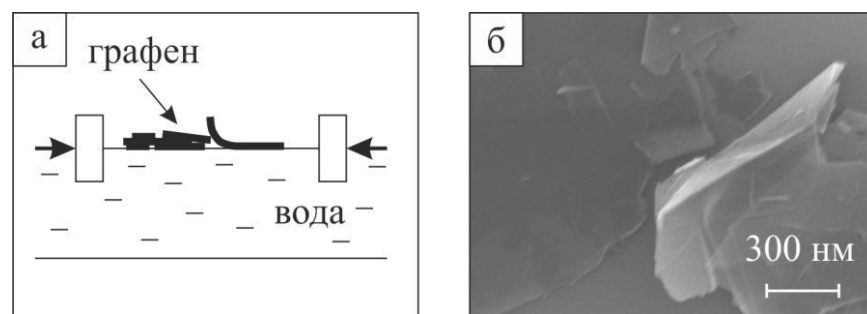 а
графен
вода
б
300 нм